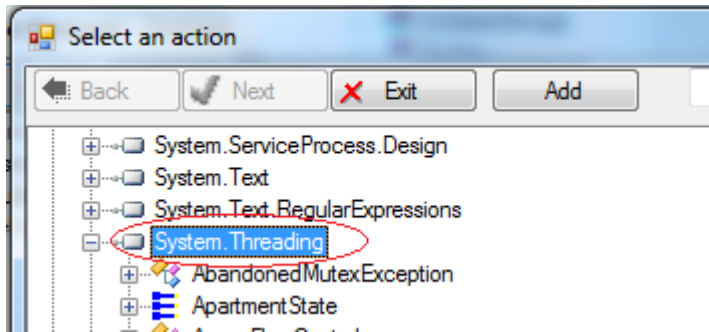 Select an action
Back Next Exit Add
System.ServiceProcess.Design
System.Text
System.Text.RegularExpressions
System.Threading
AbandonedMutexException
ApartmentState